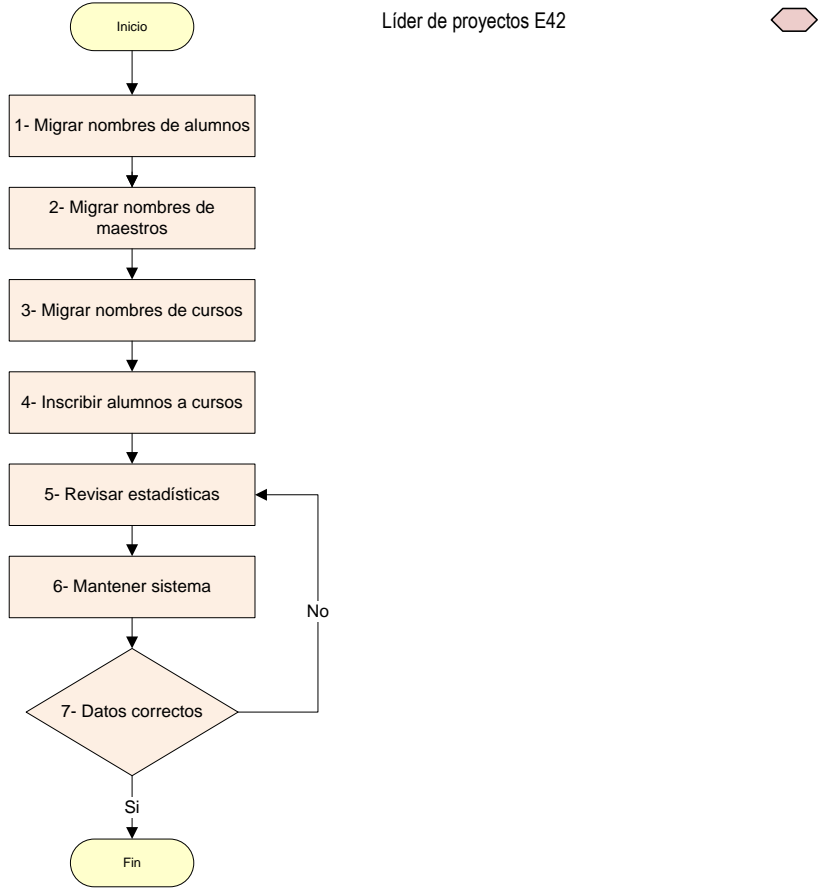 Inicio
Líder de proyectos E42
1- Migrar nombres de alumnos
2- Migrar nombres de
maestros
3- Migrar nombres de cursos
4- Inscribir alumnos a cursos
5- Revisar estadísticas
6- Mantener sistema
No
7- Datos correctos
Si
Fin